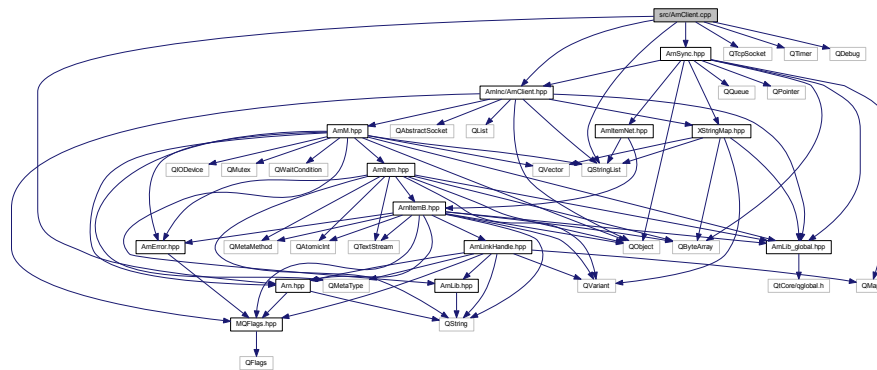 src/ArnClient.cpp
ArnSync.hpp
QTcpSocket
QTimer
QDebug
ArnInc/ArnClient.hpp
QQueue
QPointer
ArnM.hpp
QAbstractSocket
QList
ArnItemNet.hpp
XStringMap.hpp
QIODevice
QMutex
QWaitCondition
ArnItem.hpp
QVector
QStringList
ArnItemB.hpp
ArnError.hpp
QMetaMethod
QAtomicInt
QTextStream
ArnLinkHandle.hpp
QObject
QByteArray
ArnLib_global.hpp
Arn.hpp
QMetaType
ArnLib.hpp
QVariant
QtCore/qglobal.h
QMap
MQFlags.hpp
QString
QFlags